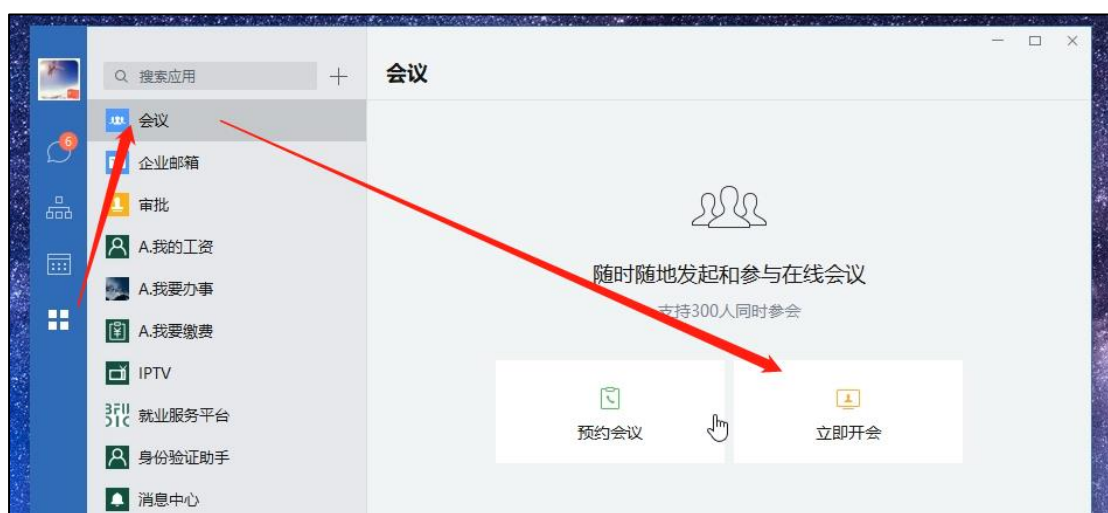 搜索应用
会议
会议
6
企业邮箱
审批
A.我的工资
A.我要办事
A.我要缴费
IPTV
就业服务平台
身份验证助手
消息中心
随时随地发起和参与在线会议
支持300人同时参会
预约会议
立即开会